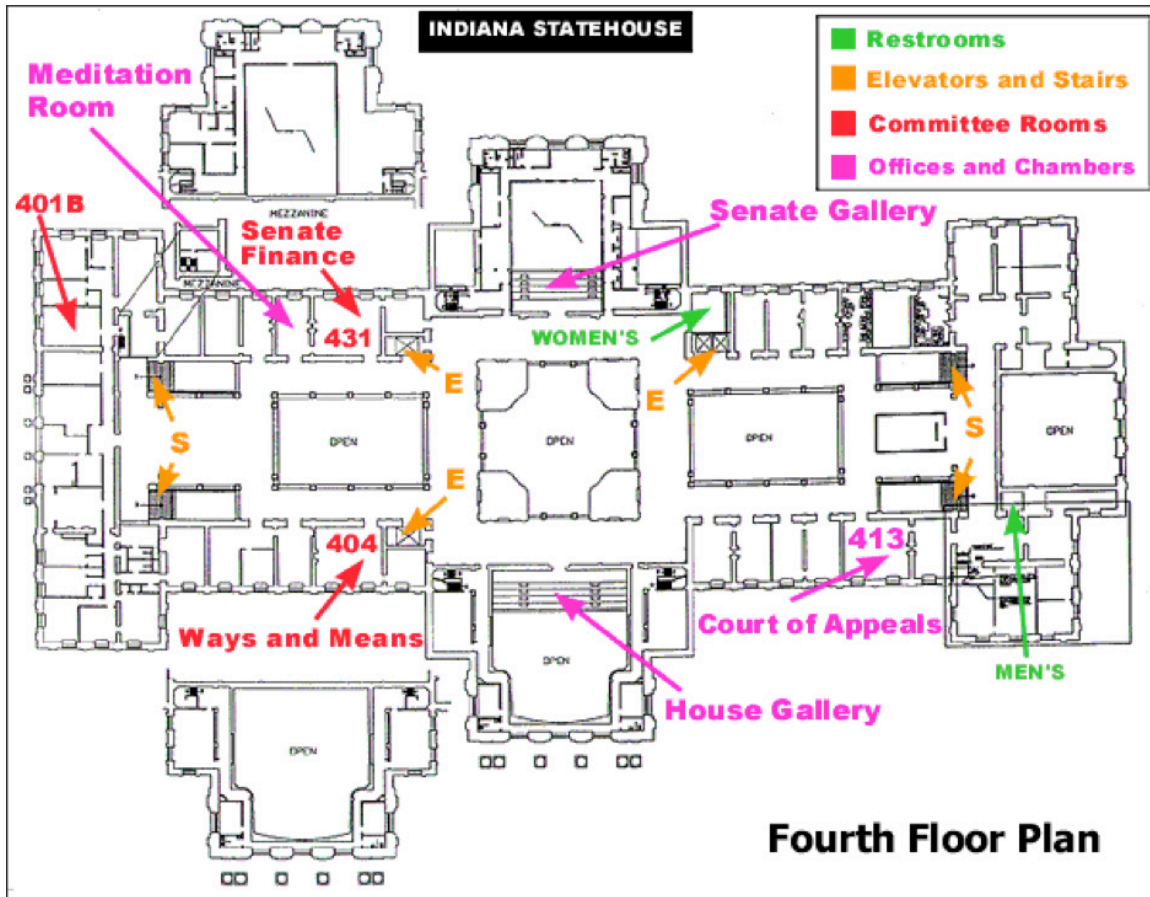 INDIANA STATEHOUSE
Restrooms
Elevators and Stairs
Committee Rooms
Offices and Chambers
Meditation
Room
401B
MEZZANINE
Senate
Finance
MEZZANINE
Senate Gallery
431
WOMEN'S
E
E
S
OPEN
OPEN
OPEN
S
OPEN
E
404
413
Ways and Means
Court of Appeals
OPEN
MEN'S
House Gallery
OPEN
Fourth Floor Plan